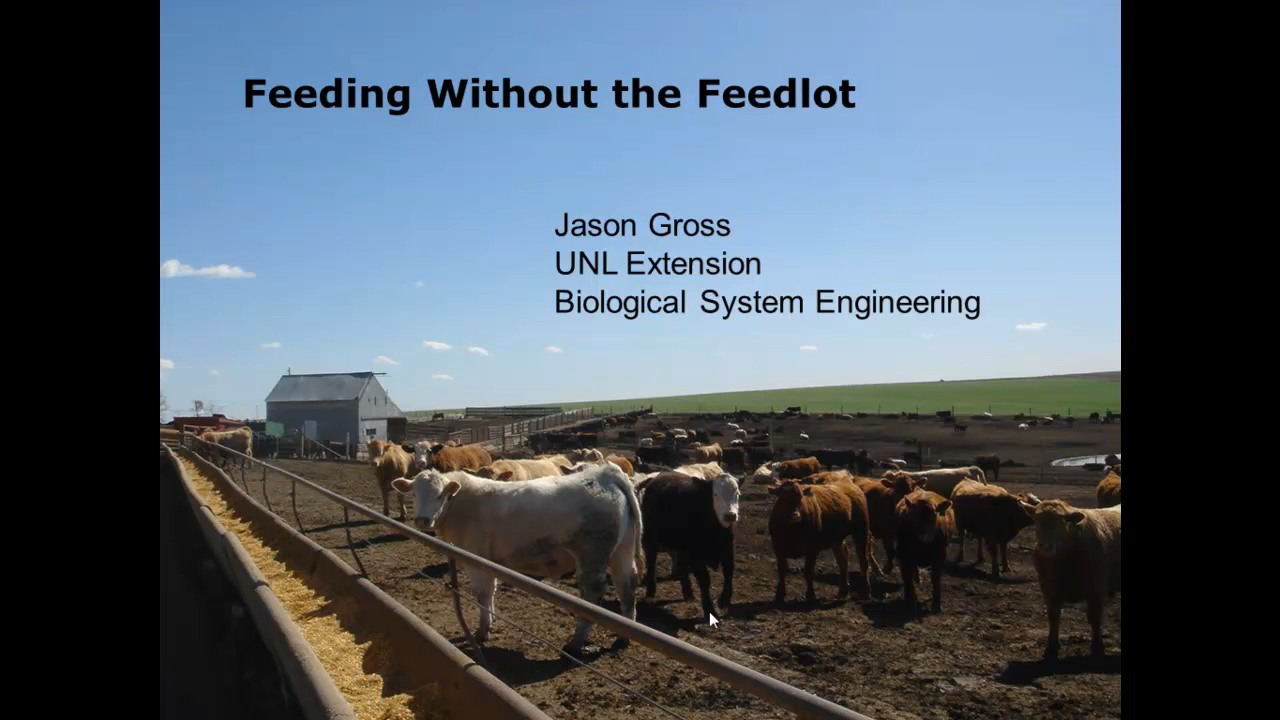 Feeding Without the Feedlot
Jason Gross
UNL Extension
Biological System Engineering